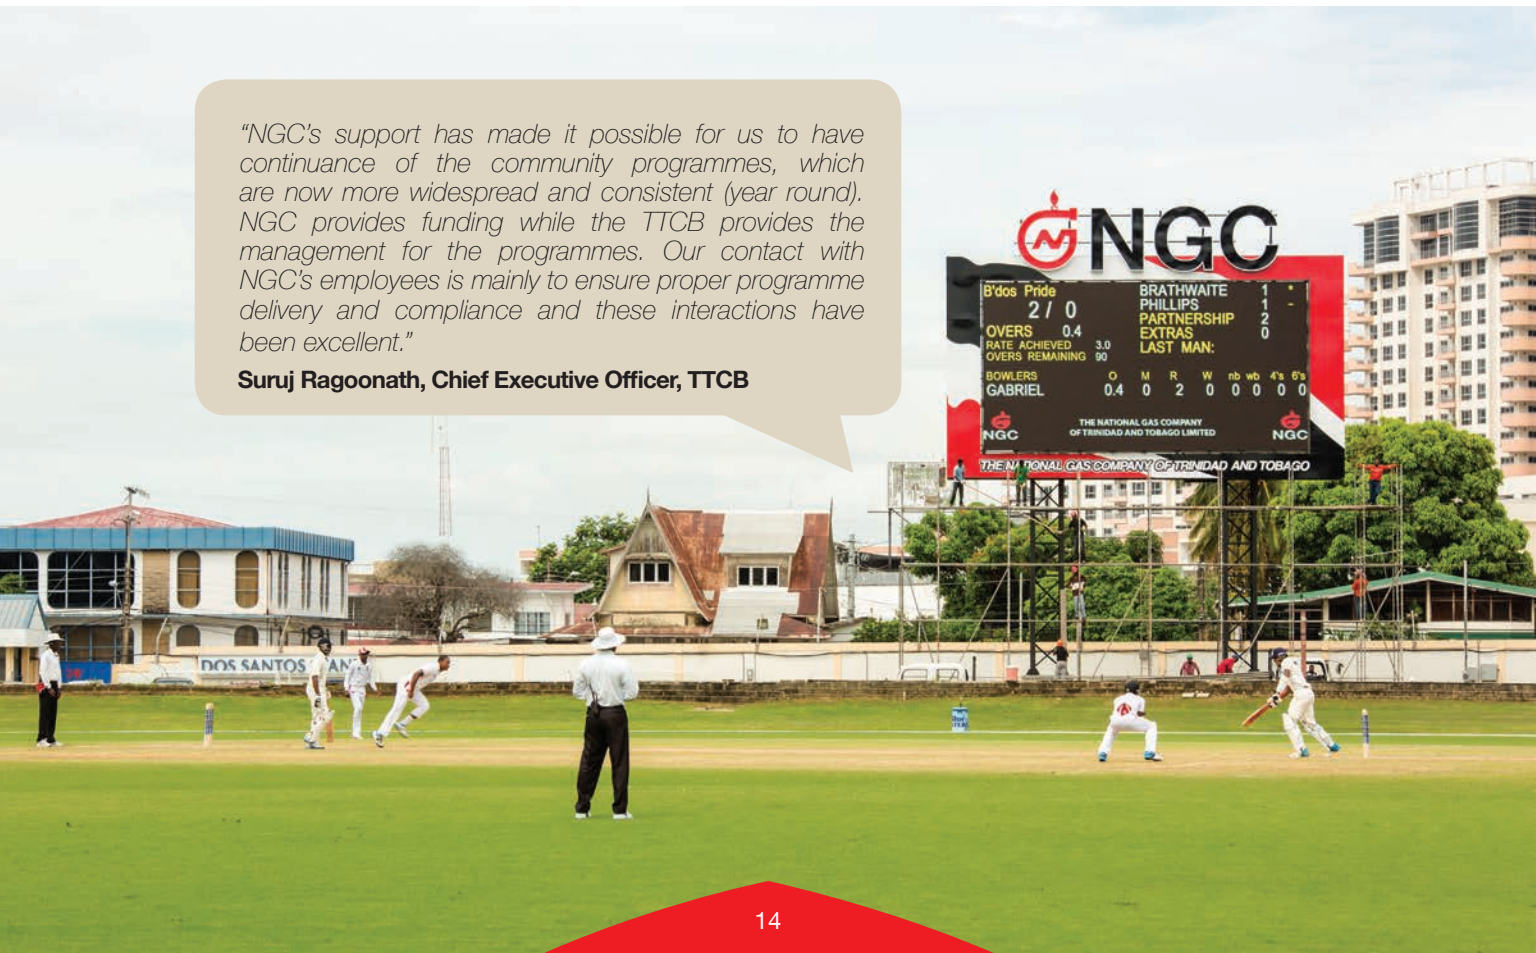 “NGC’s support has made it possible for us to have
continuance of the community programmes, which
are now more widespread and consistent (year round).
NGC provides funding while the TTCB provides the
management for the programmes. Our contact with
NGC’s employees is mainly to ensure proper programme
delivery and compliance and these interactions have
been excellent.”
Suruj Ragoonath, Chief Executive Officer, TTCB
NGC
B'dos Pride
2 / 0
OVERS 0.4
RATE ACHIEVED 3.0
OVERS REMAINING 90
BRATHWAITE 1 *
PHILLIPS 1 -
PARTNERSHIP 2
EXTRAS 0
LAST MAN:
BOWLERS O M R W nb wb 4's 6's
GABRIEL 0.4 0 2 0 0 0 0 0
NGC
THE NATIONAL GAS COMPANY
OF TRINIDAD AND TOBAGO LIMITED
NGC
THE NATIONAL GAS COMPANY OF TRINIDAD AND TOBAGO
DOS SANTOS
14